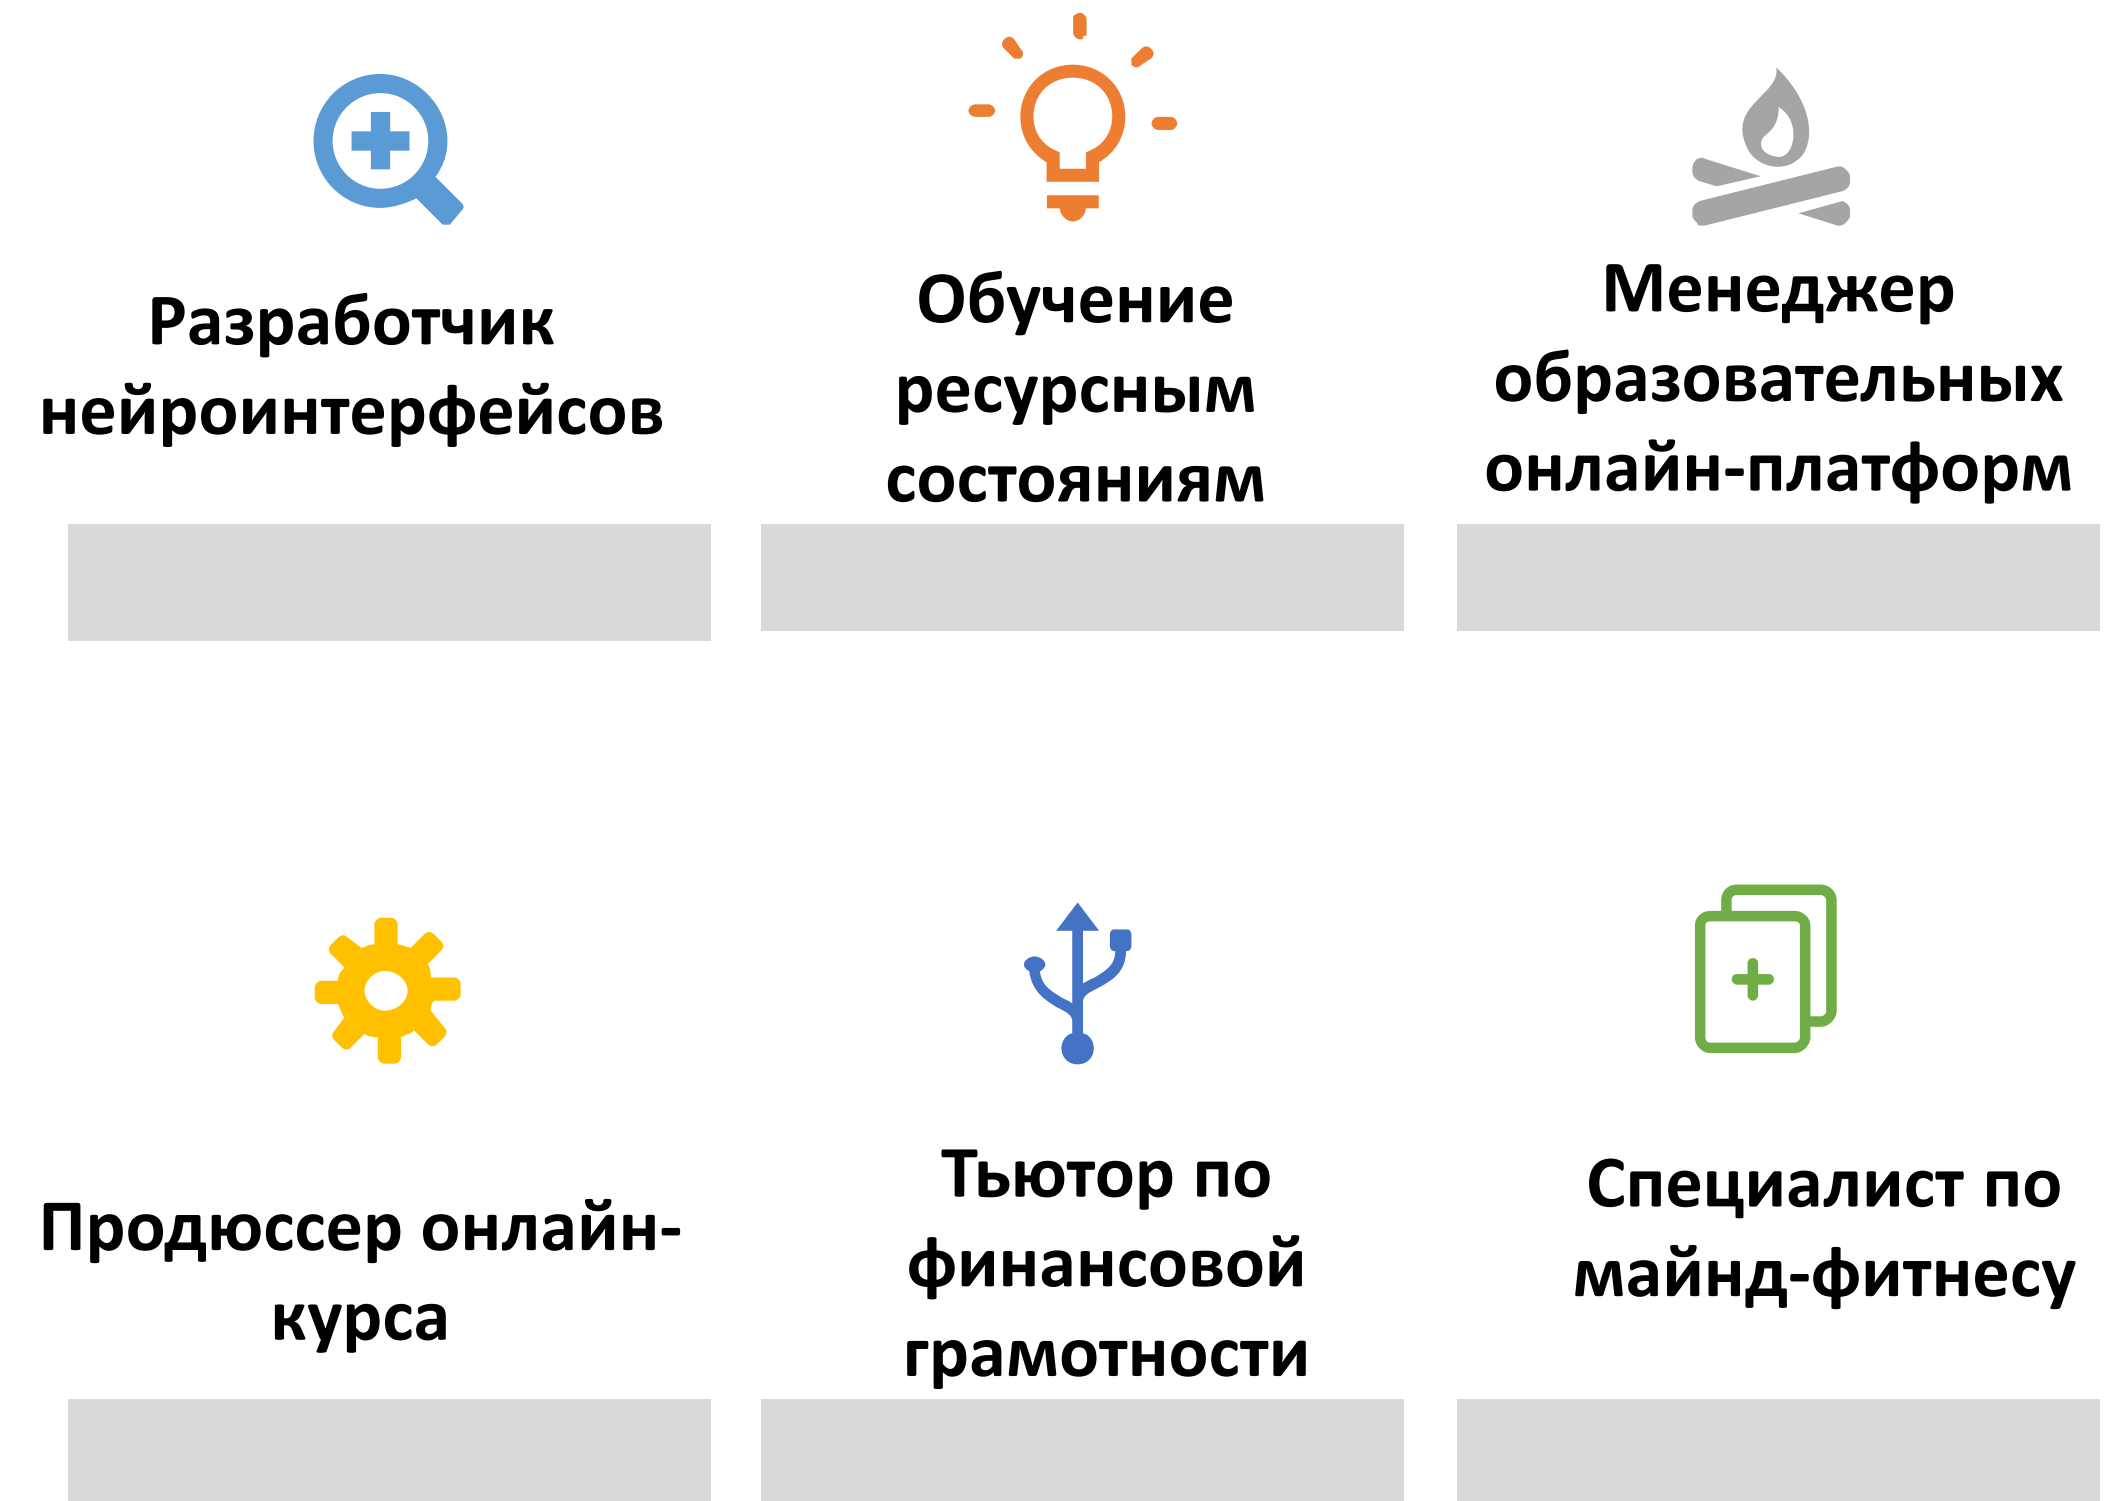 Разработчик
нейроинтерфейсов
Обучение
ресурсным
состояниям
Менеджер
образовательных
онлайн-платформ
Продюссер онлайн-
курса
Тьютор по
финансовой
грамотности
Специалист по
майнд-фитнесу